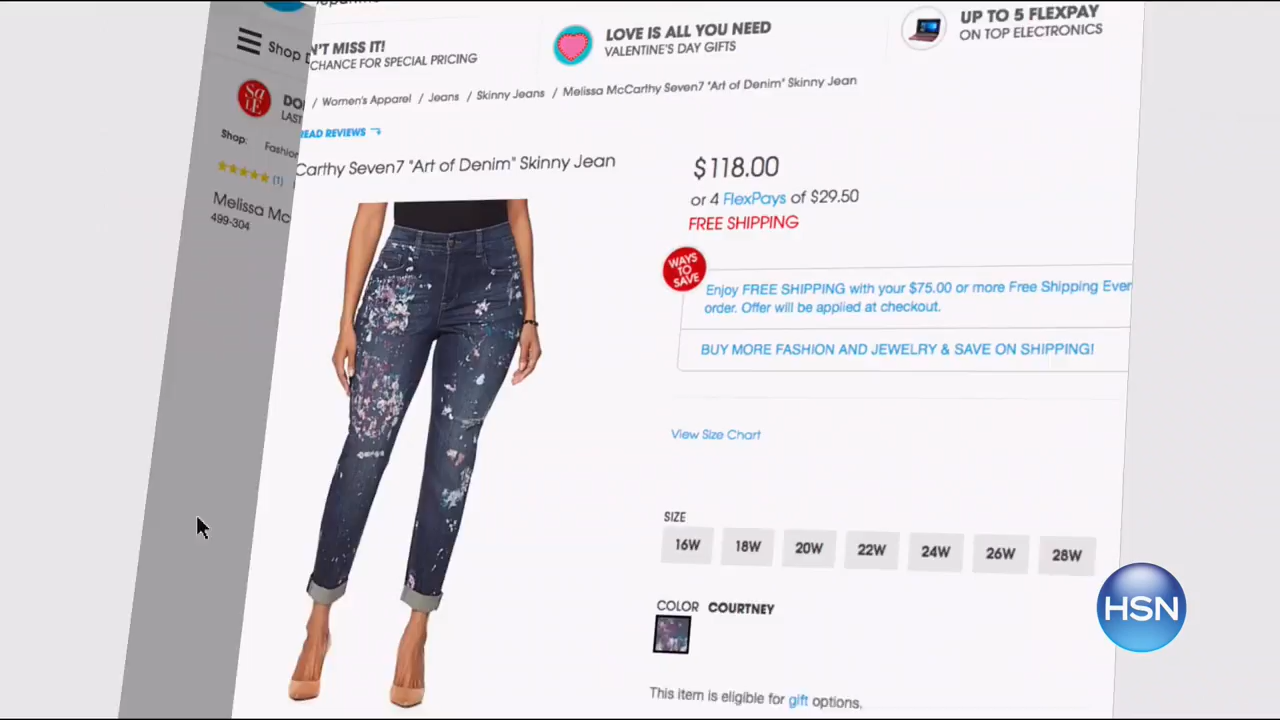 Shop
SALE
DO
LAST
Shop:
Fashion
(1)
Melissa Mc
499-304
N'T MISS IT!
CHANCE FOR SPECIAL PRICING
LOVE IS ALL YOU NEED
VALENTINE'S DAY GIFTS
UP TO 5 FLEXPAY
ON TOP ELECTRONICS
/ Women's Apparel / Jeans / Skinny Jeans / Melissa McCarthy Seven7 "Art of Denim" Skinny Jean
READ REVIEWS
Carthy Seven7 "Art of Denim" Skinny Jean
$118.00
or 4 FlexPays of $29.50
FREE SHIPPING
WAYS
TO
SAVE
Enjoy FREE SHIPPING with your $75.00 or more Free Shipping Ever
order. Offer will be applied at checkout.
BUY MORE FASHION AND JEWELRY & SAVE ON SHIPPING!
View Size Chart
SIZE
16W 18W 20W 22W 24W 26W 28W
COLOR COURTNEY
HSN
This item is eligible for gift options.